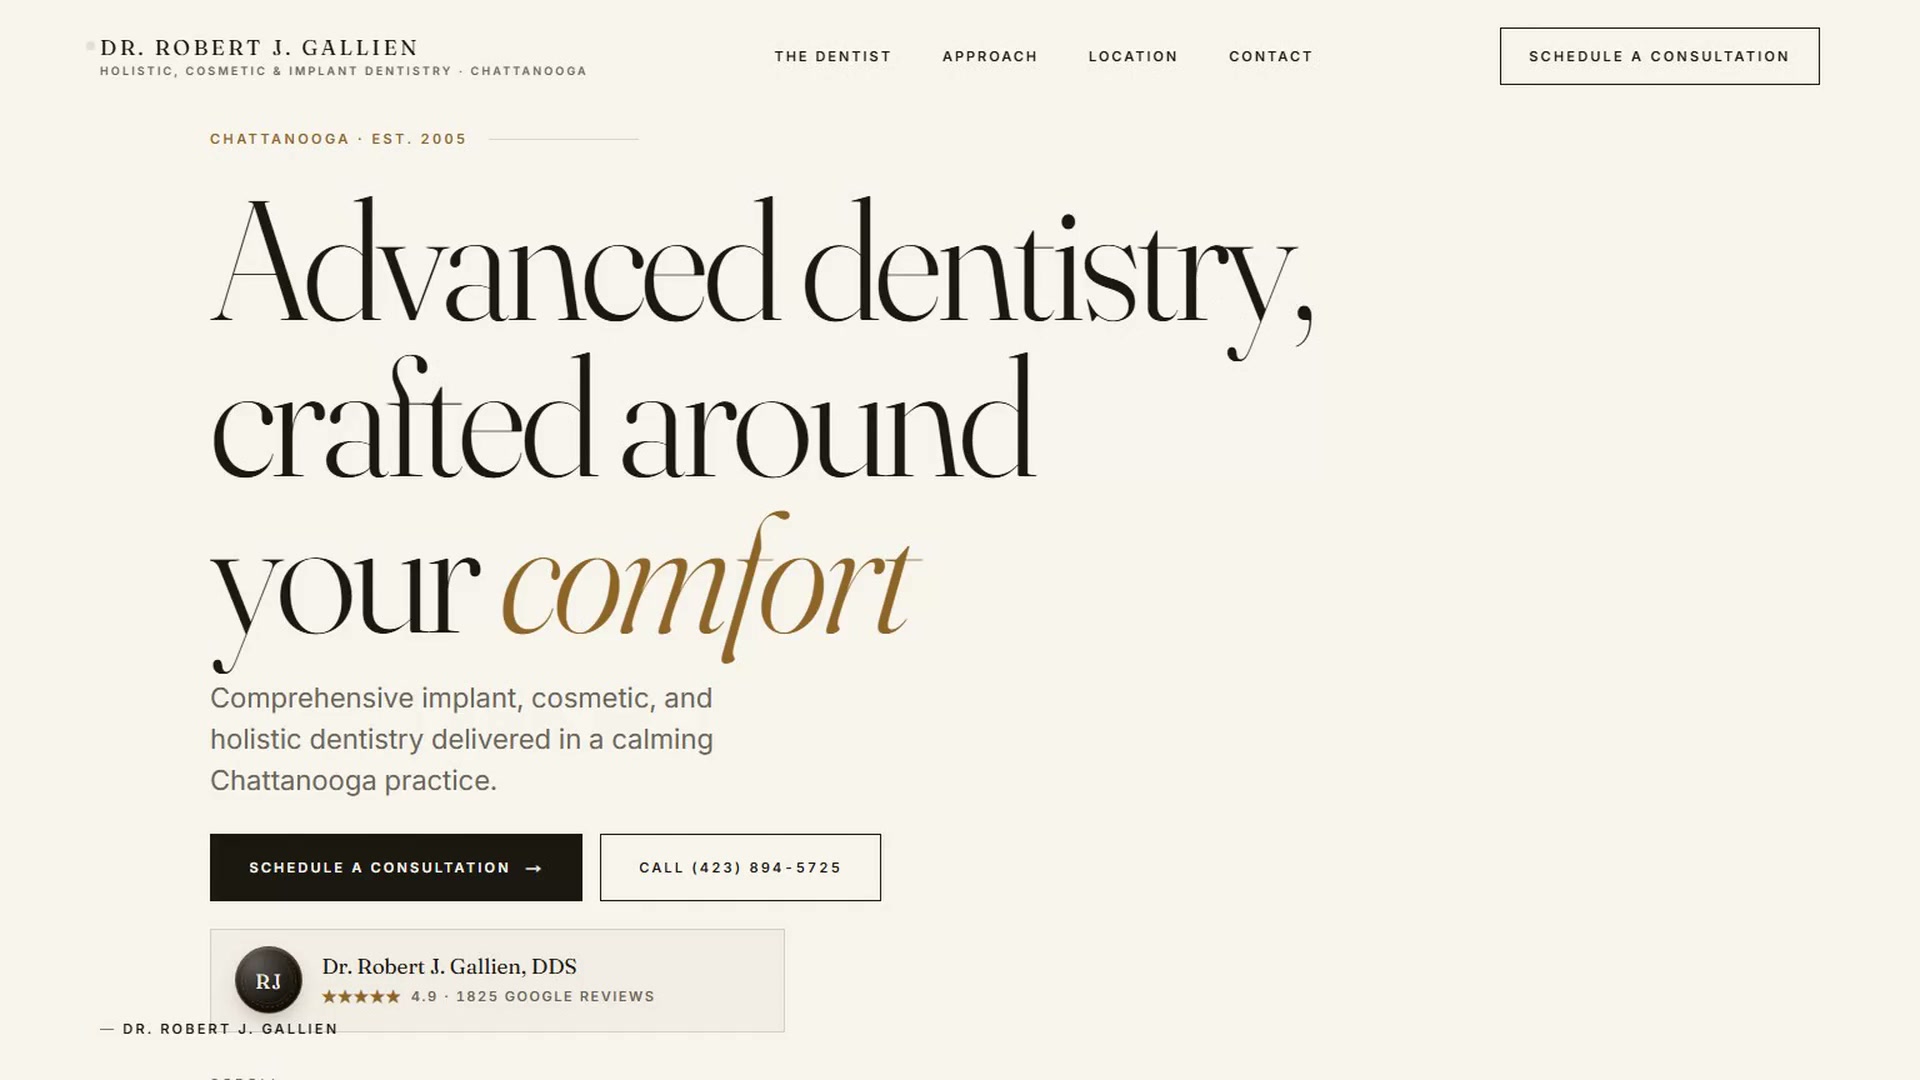 DR. ROBERT J. GALLIEN
HOLISTIC, COSMETIC & IMPLANT DENTISTRY · CHATTANOOGA
THE DENTIST
APPROACH
LOCATION
CONTACT
SCHEDULE A CONSULTATION
CHATTANOOGA · EST. 2005
Advanced dentistry,
crafted around
your comfort
Comprehensive implant, cosmetic, and
holistic dentistry delivered in a calming
Chattanooga practice.
SCHEDULE A CONSULTATION →
CALL (423) 894-5725
RJ
Dr. Robert J. Gallien, DDS
★★★★★ 4.9 · 1825 GOOGLE REVIEWS
— DR. ROBERT J. GALLIEN